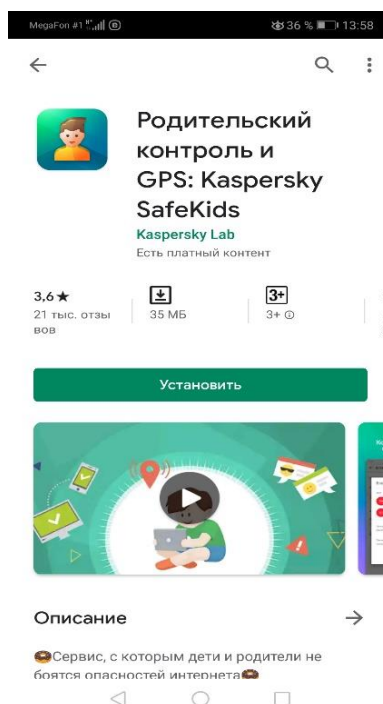 MegaFon #1 36 % 13:58
Родительский
контроль и
GPS: Kaspersky
SafeKids
Kaspersky Lab
Есть платный контент
3,6★
21 тыс. отзы
вов
35 МБ
3+
3+
Установить
Описание
🍩Сервис, с которым дети и родители не
боятся опасностей интернета🍩